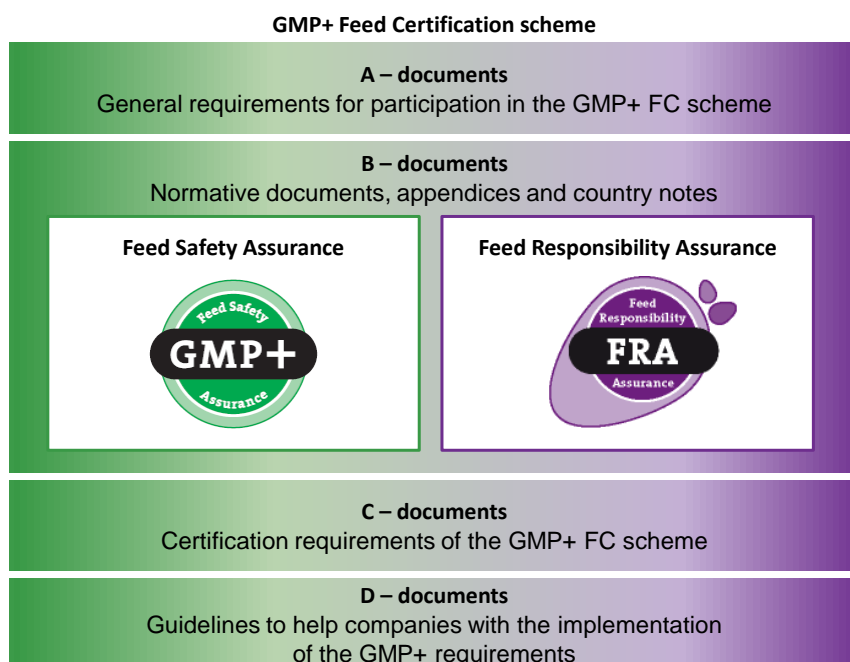 GMP+ Feed Certification scheme
A – documents
General requirements for participation in the GMP+ FC scheme
B – documents
Normative documents, appendices and country notes
Feed Safety Assurance
Feed Safety
GMP+
Assurance
Feed Responsibility Assurance
Feed
Responsibility
FRA
Assurance
C – documents
Certification requirements of the GMP+ FC scheme
D – documents
Guidelines to help companies with the implementation
of the GMP+ requirements